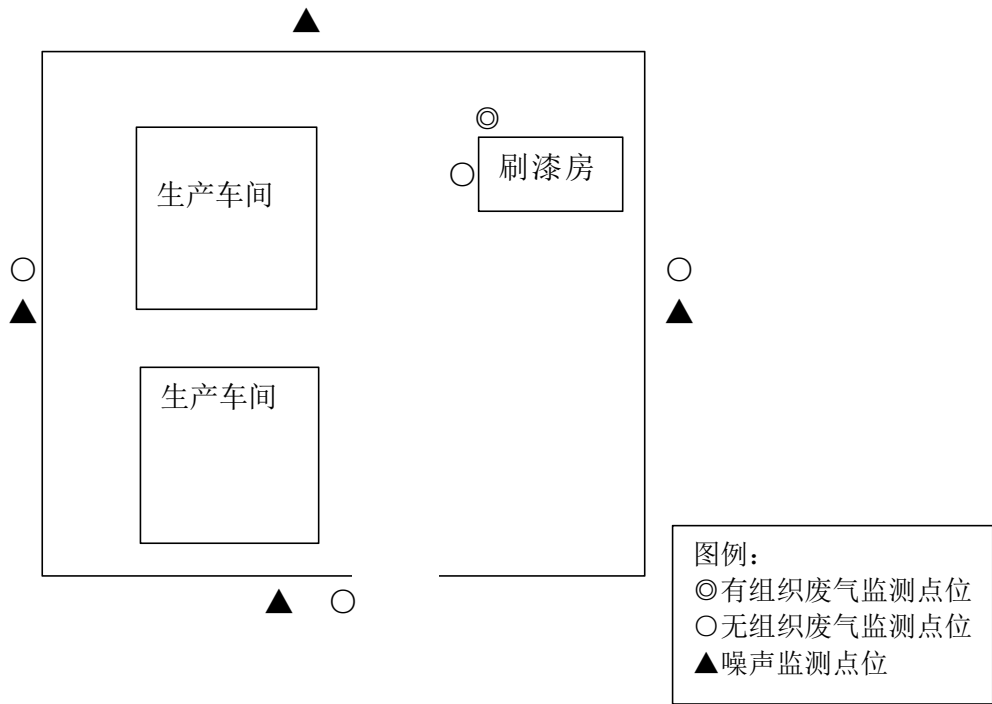 刷漆房
生产车间
生产车间
图例：
◎有组织废气监测点位
○无组织废气监测点位
▲噪声监测点位